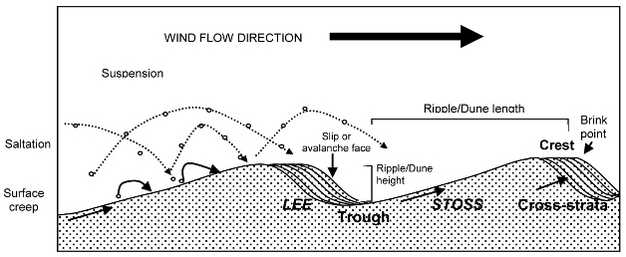 WIND FLOW DIRECTION
Suspension
Ripple/Dune length
Brink
point
Saltation
Slip or
avalanche face
Crest
Ripple/Dune
height
Surface
creep
LEE
Trough
STOSS
Cross-strata